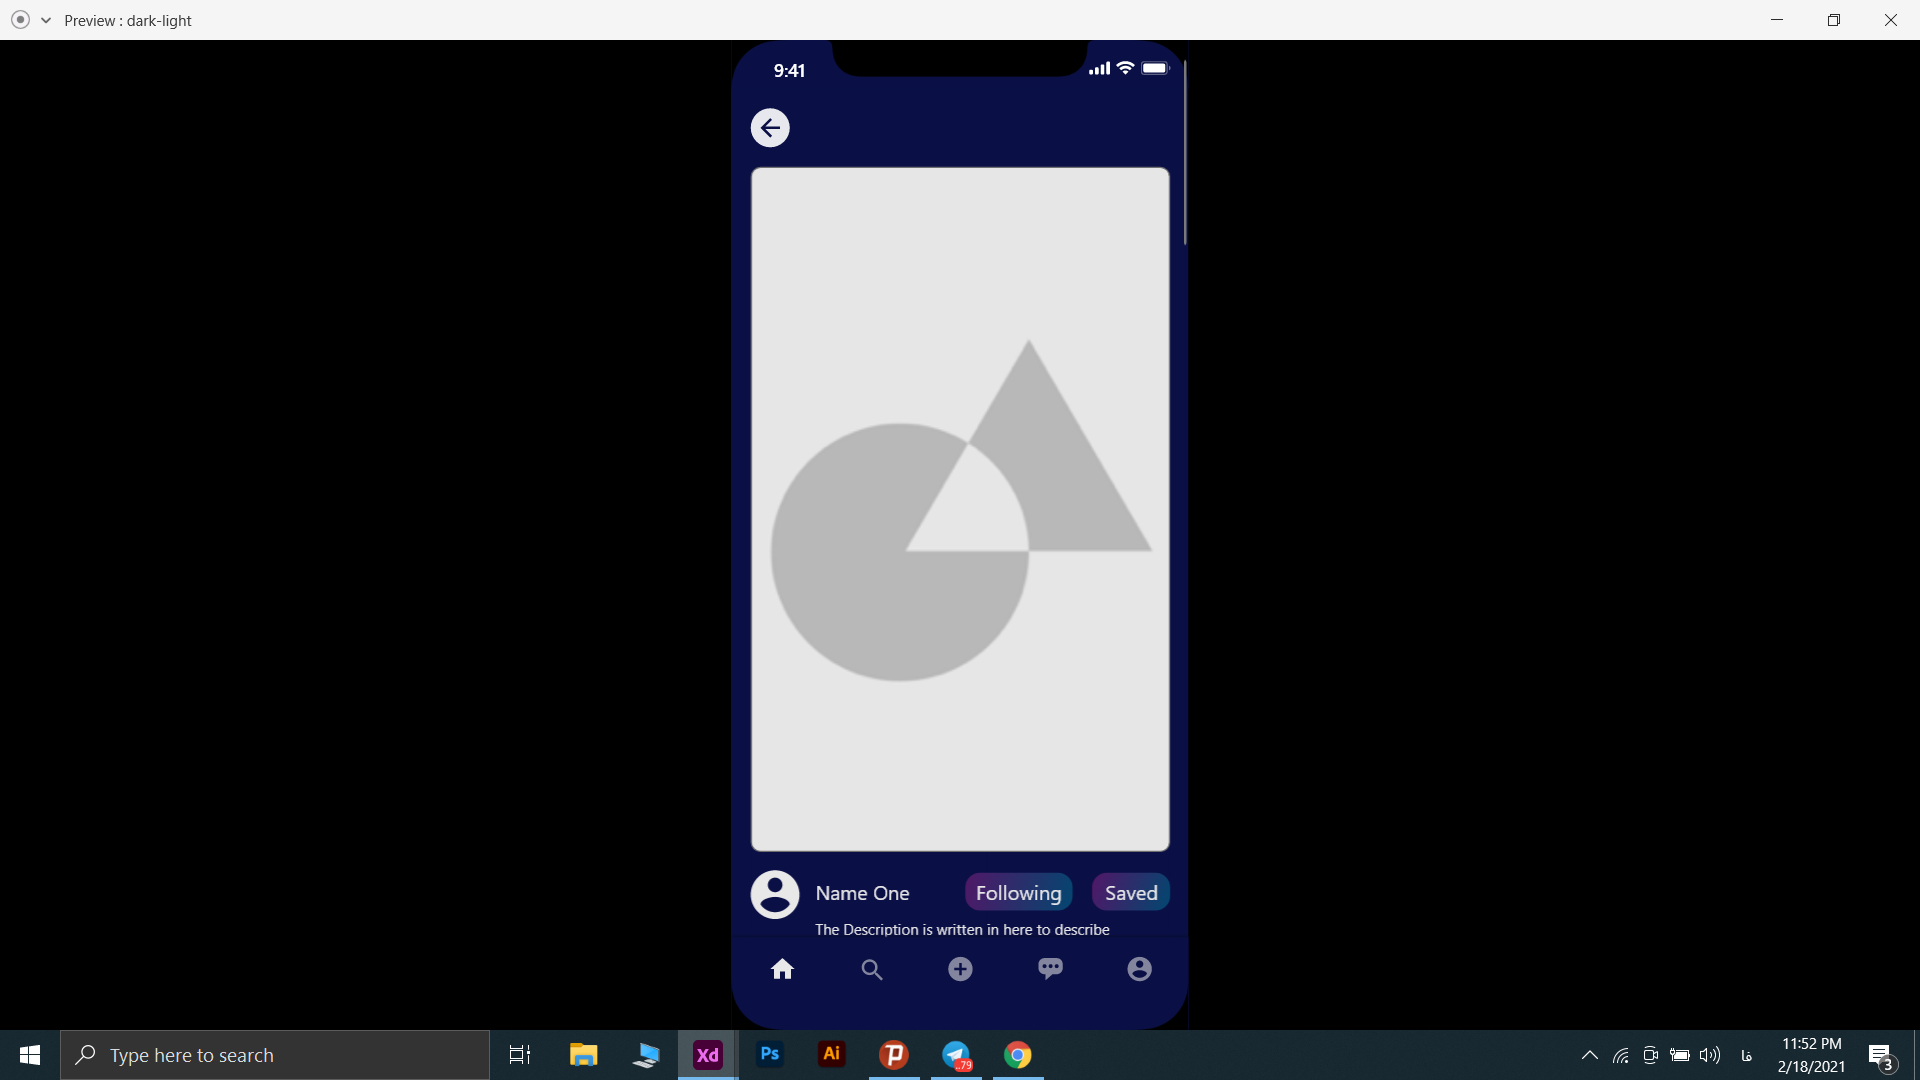 Preview : dark-light
9:41
Name One
Following
Saved
The Description is written in here to describe
Type here to search
Xd
Ps
Ai
..79
فا
11:52 PM
2/18/2021
3